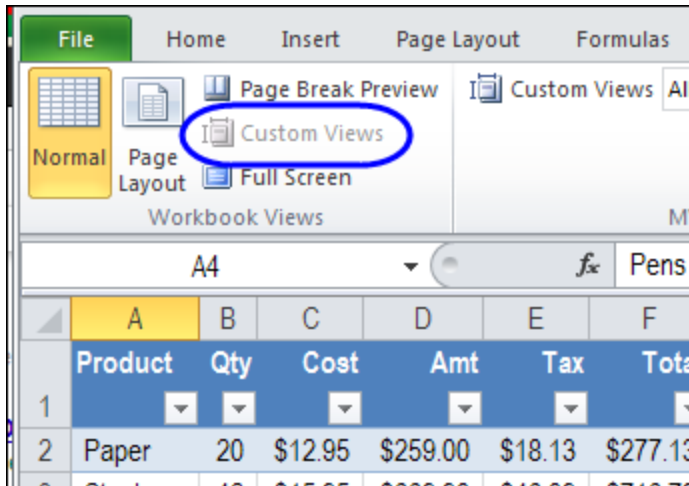 File Home Insert Page Layout Formulas
Page Break Preview Custom Views
Custom Views
Normal Page Layout Full Screen
Workbook Views
A4 fx Pens
A B C D E F
Product Qty Cost Amt Tax
1
2 Paper 20 $12.95 $259.00 $18.13 $277.13